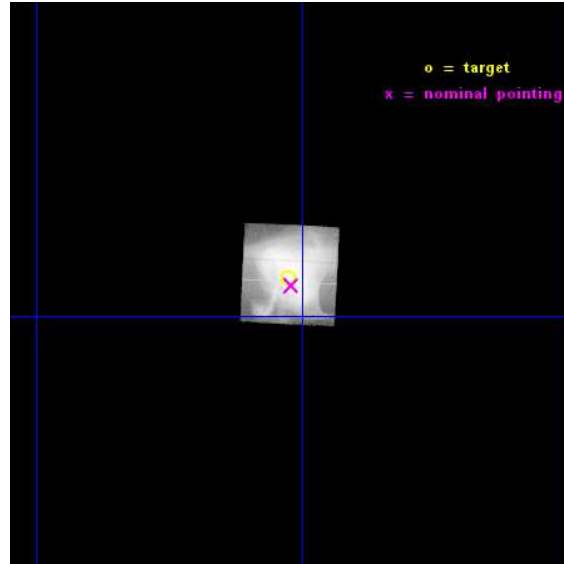 o = target
x = nominal pointing